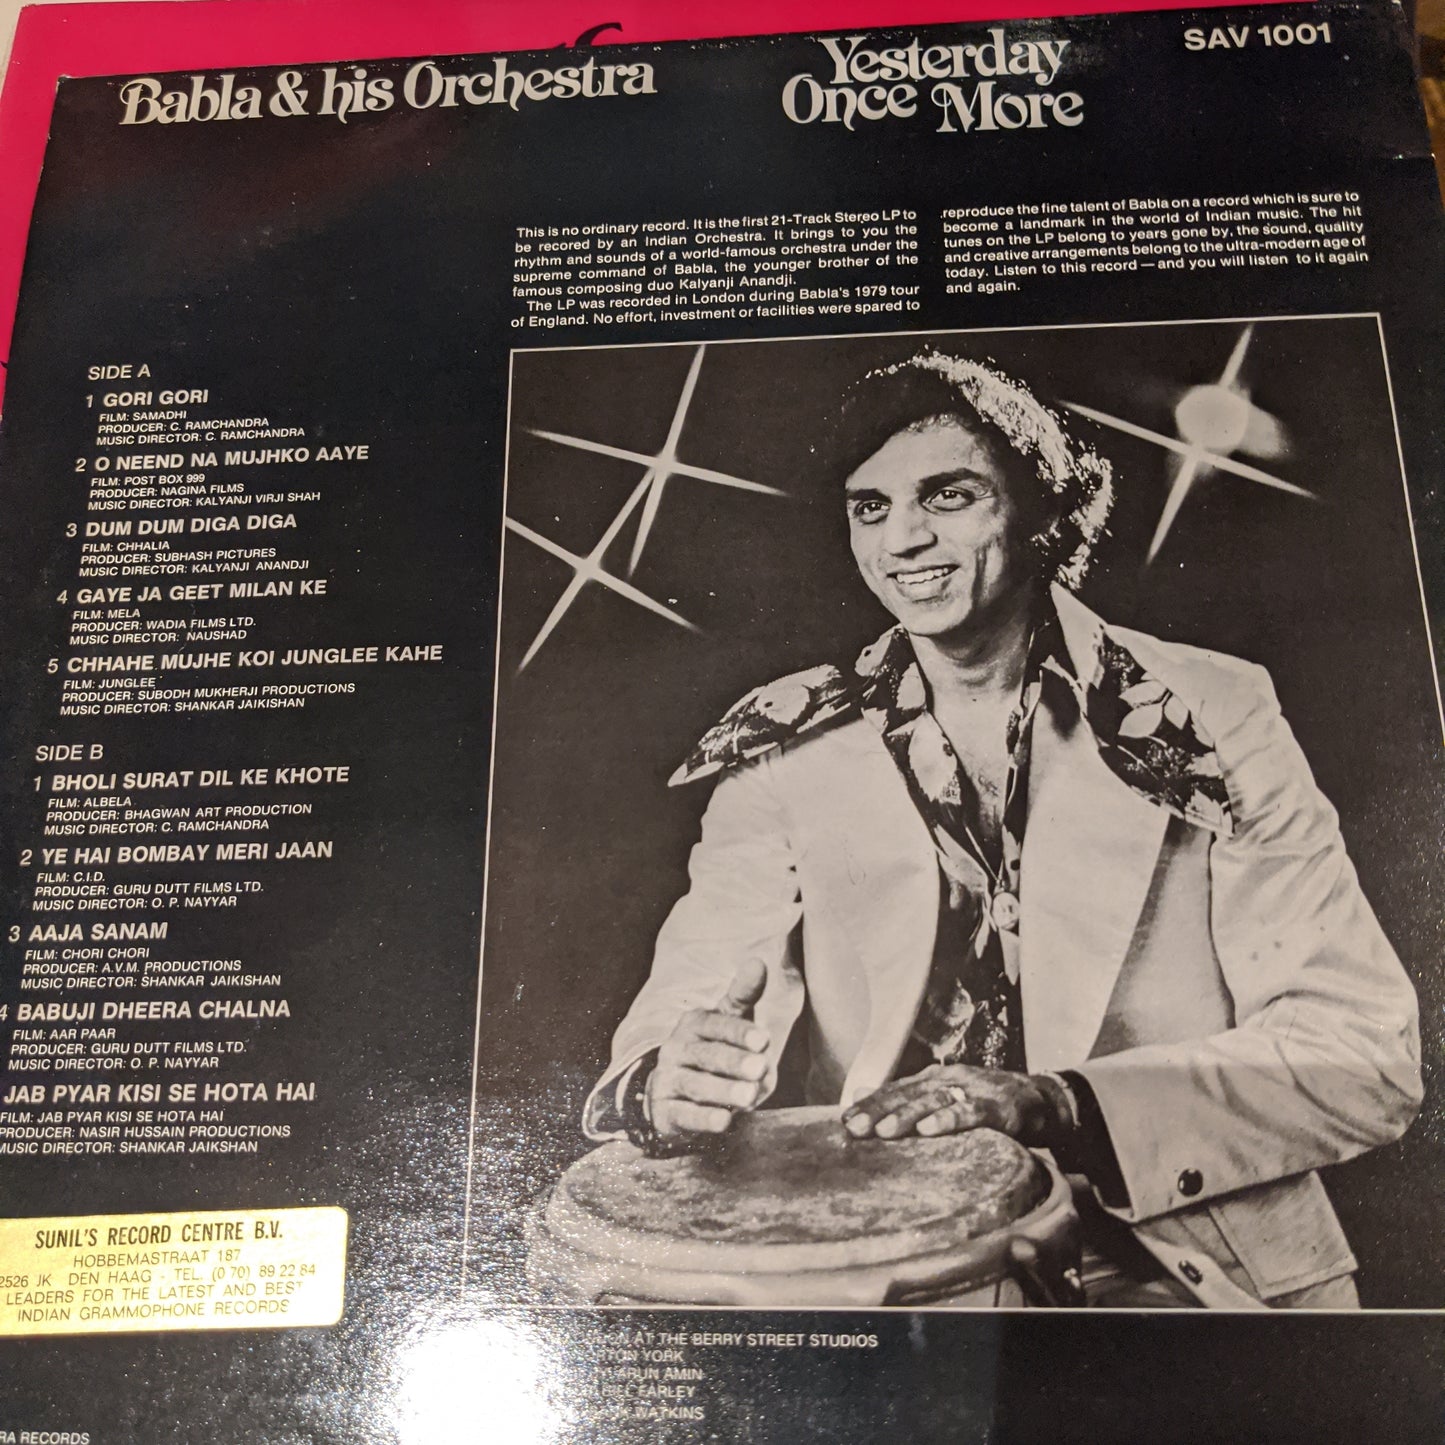 Babla & his Orchestra
Yesterday
Once More
SAV 1001
This is no ordinary record. It is the first 21-Track Stereo LP to
be recored by an Indian Orchestra. It brings to you the
rhythm and sounds of a world-famous orchestra under the
supreme command of Babla, the younger brother of the
famous composing duo Kalyanji Anandji.
The LP was recorded in London during Babla's 1979 tour
of England. No effort, investment or facilities were spared to
reproduce the fine talent of Babla on a record which is sure to
become a landmark in the world of Indian music. The hit
tunes on the LP belong to years gone by, the sound, quality
and creative arrangements belong to the ultra-modern age of
today. Listen to this record — and you will listen to it again
and again.
SIDE A
1 GORI GORI
FILM: SAMADHI
PRODUCER: C. RAMCHANDRA
MUSIC DIRECTOR: C. RAMCHANDRA
2 O NEEND NA MUJHKO AAYE
FILM: POST BOX 999
PRODUCER: NAGINA FILMS
MUSIC DIRECTOR: KALYANJI VIRJI SHAH
3 DUM DUM DIGA DIGA
FILM: CHHALIA
PRODUCER: SUBHASH PICTURES
MUSIC DIRECTOR: KALYANJI ANANDJI
4 GAYE JA GEET MILAN KE
FILM: MELA
PRODUCER: WADIA FILMS LTD.
MUSIC DIRECTOR: NAUSHAD
5 CHHAHE MUJHE KOI JUNGLEE KAHE
FILM: JUNGLEE
PRODUCER: SUBODH MUKHERJI PRODUCTIONS
MUSIC DIRECTOR: SHANKAR JAIKISHAN
SIDE B
1 BHOLI SURAT DIL KE KHOTE
FILM: ALBELA
PRODUCER: BHAGWAN ART PRODUCTION
MUSIC DIRECTOR: C. RAMCHANDRA
2 YE HAI BOMBAY MERI JAAN
FILM: C.I.D.
PRODUCER: GURU DUTT FILMS LTD.
MUSIC DIRECTOR: O. P. NAYYAR
3 AAJA SANAM
FILM: CHORI CHORI
PRODUCER: A.V.M. PRODUCTIONS
MUSIC DIRECTOR: SHANKAR JAIKISHAN
4 BABUJI DHEERA CHALNA
FILM: AAR PAAR
PRODUCER: GURU DUTT FILMS LTD.
MUSIC DIRECTOR: O. P. NAYYAR
JAB PYAR KISI SE HOTA HAI
FILM: JAB PYAR KISI SE HOTA HAI
PRODUCER: NASIR HUSSAIN PRODUCTIONS
MUSIC DIRECTOR: SHANKAR JAIKSHAN
SUNIL'S RECORD CENTRE B.V.
HOBBEMASTRAAT 187
2526 JK DEN HAAG - TEL. (0 70) 89 22 84
LEADERS FOR THE LATEST AND BEST
INDIAN GRAMMOPHONE RECORDS
AT THE BERRY STREET STUDIOS
YORK
ARUN AMIN
FARLEY
WATKINS
RECORDS